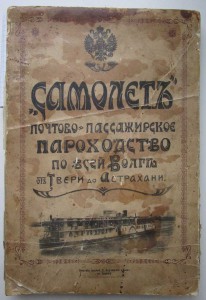 „САМОЛЕТЪ"
ПОЧТОВО-ПАССАЖИРСКОЕ
ПАРОХОДСТВО
ПО ВСЕЙ ВОЛГѢ
ОТЪ ТВЕРИ ДО АСТРАХАНИ.